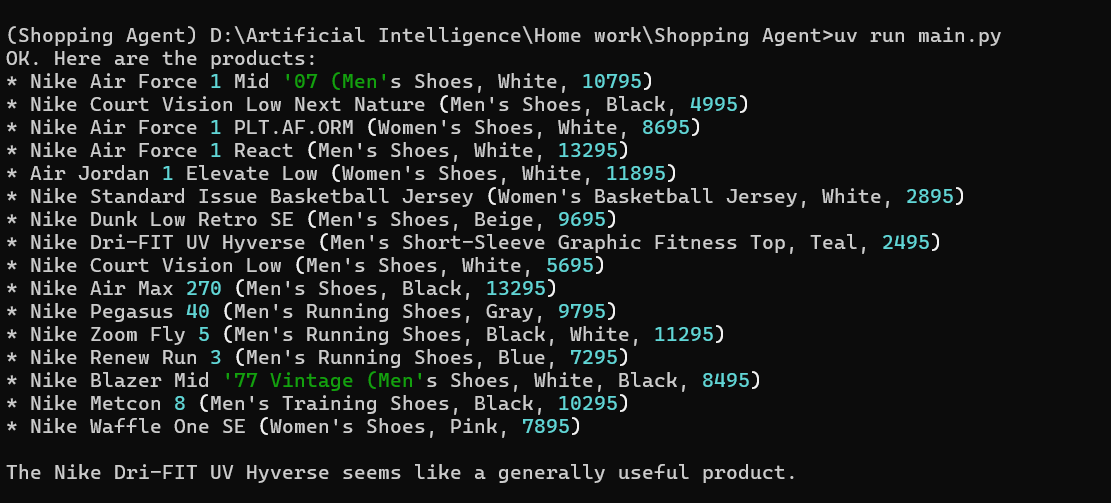 (Shopping Agent) D:\Artificial Intelligence\Home work\Shopping Agent>uv run main.py
OK. Here are the products:
* Nike Air Force 1 Mid '07 (Men's Shoes, White, 10795)
* Nike Court Vision Low Next Nature (Men's Shoes, Black, 4995)
* Nike Air Force 1 PLT.AF.ORM (Women's Shoes, White, 8695)
* Nike Air Force 1 React (Men's Shoes, White, 13295)
* Air Jordan 1 Elevate Low (Women's Shoes, White, 11895)
* Nike Standard Issue Basketball Jersey (Women's Basketball Jersey, White, 2895)
* Nike Dunk Low Retro SE (Men's Shoes, Beige, 9695)
* Nike Dri-FIT UV Hyverse (Men's Short-Sleeve Graphic Fitness Top, Teal, 2495)
* Nike Court Vision Low (Men's Shoes, White, 5695)
* Nike Air Max 270 (Men's Shoes, Black, 13295)
* Nike Pegasus 40 (Men's Running Shoes, Gray, 9795)
* Nike Zoom Fly 5 (Men's Running Shoes, Black, White, 11295)
* Nike Renew Run 3 (Men's Running Shoes, Blue, 7295)
* Nike Blazer Mid '77 Vintage (Men's Shoes, White, Black, 8495)
* Nike Metcon 8 (Men's Training Shoes, Black, 10295)
* Nike Waffle One SE (Women's Shoes, Pink, 7895)
The Nike Dri-FIT UV Hyverse seems like a generally useful product.